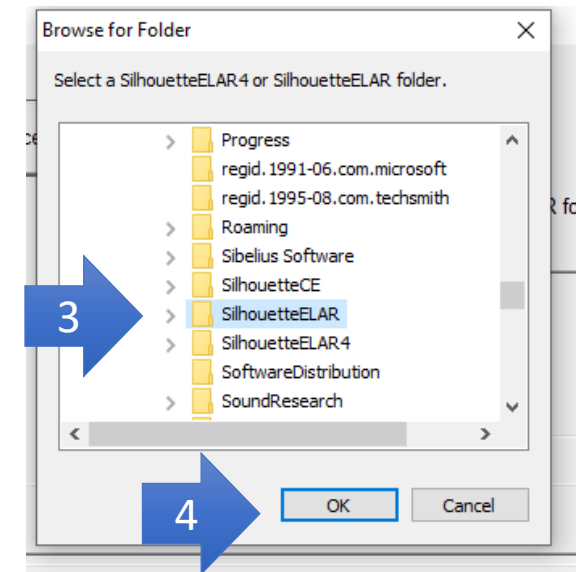 Browse for Folder
Select a SilhouetteELAR4 or SilhouetteELAR folder.
Progress
regid.1991-06.com.microsoft
regid.1995-08.com.techsmith
Roaming
Sibelius Software
SilhouetteCE
3
SilhouetteELAR
SilhouetteELAR4
SoftwareDistribution
SoundResearch
4
OK
Cancel